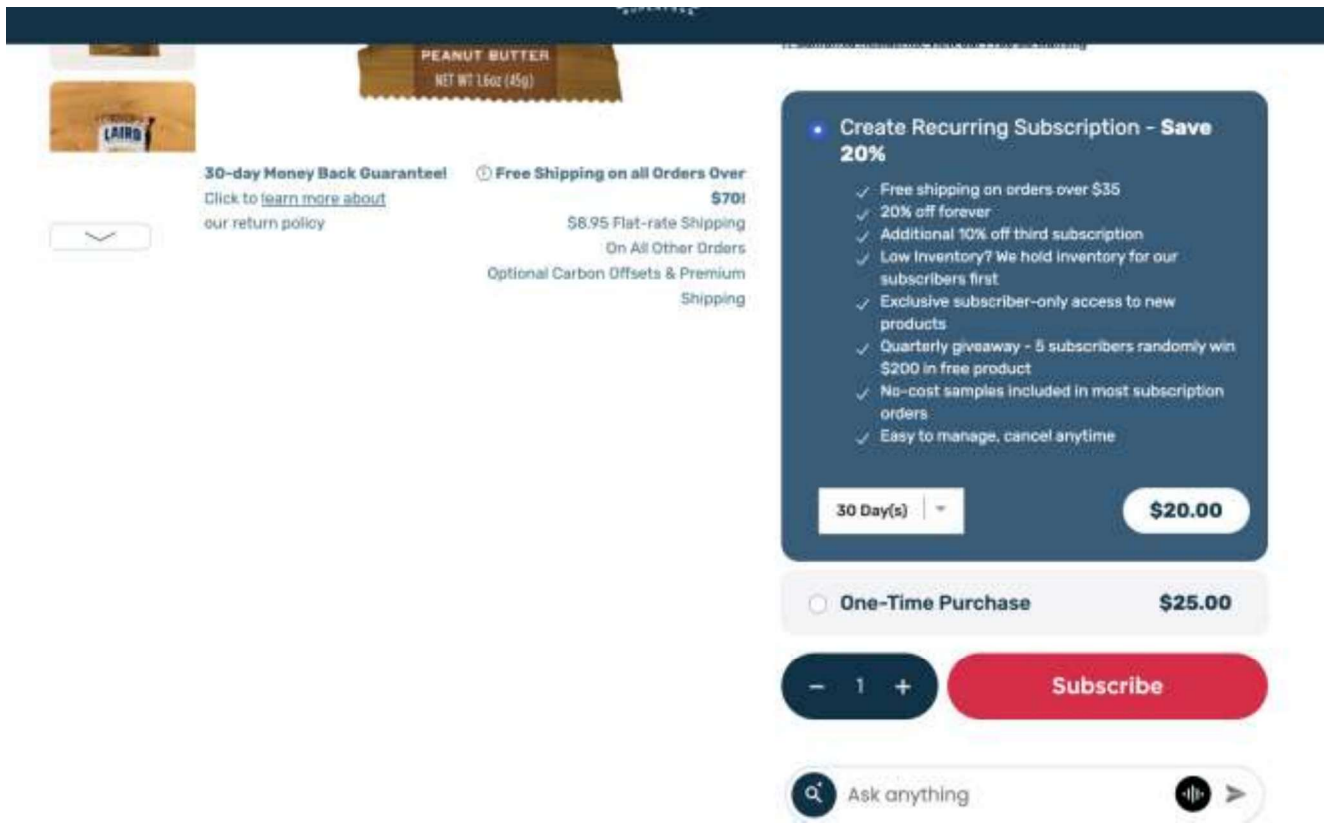 PEANUT BUTTER
NET WT 1.6oz (45g)
LAIRD
30-day Money Back Guarantee!
Click to learn more about
our return policy
Free Shipping on all Orders Over
$70!
$8.95 Flat-rate Shipping
On All Other Orders
Optional Carbon Offsets & Premium
Shipping
Create Recurring Subscription - Save
20%
Free shipping on orders over $35
20% off forever
Additional 10% off third subscription
Low Inventory? We hold inventory for our
subscribers first
Exclusive subscriber-only access to new
products
Quarterly giveaway - 5 subscribers randomly win
$200 in free product
No-cost samples included in most subscription
orders
Easy to manage, cancel anytime
30 Day(s)
$20.00
One-Time Purchase
$25.00
- 1 +
Subscribe
Ask anything